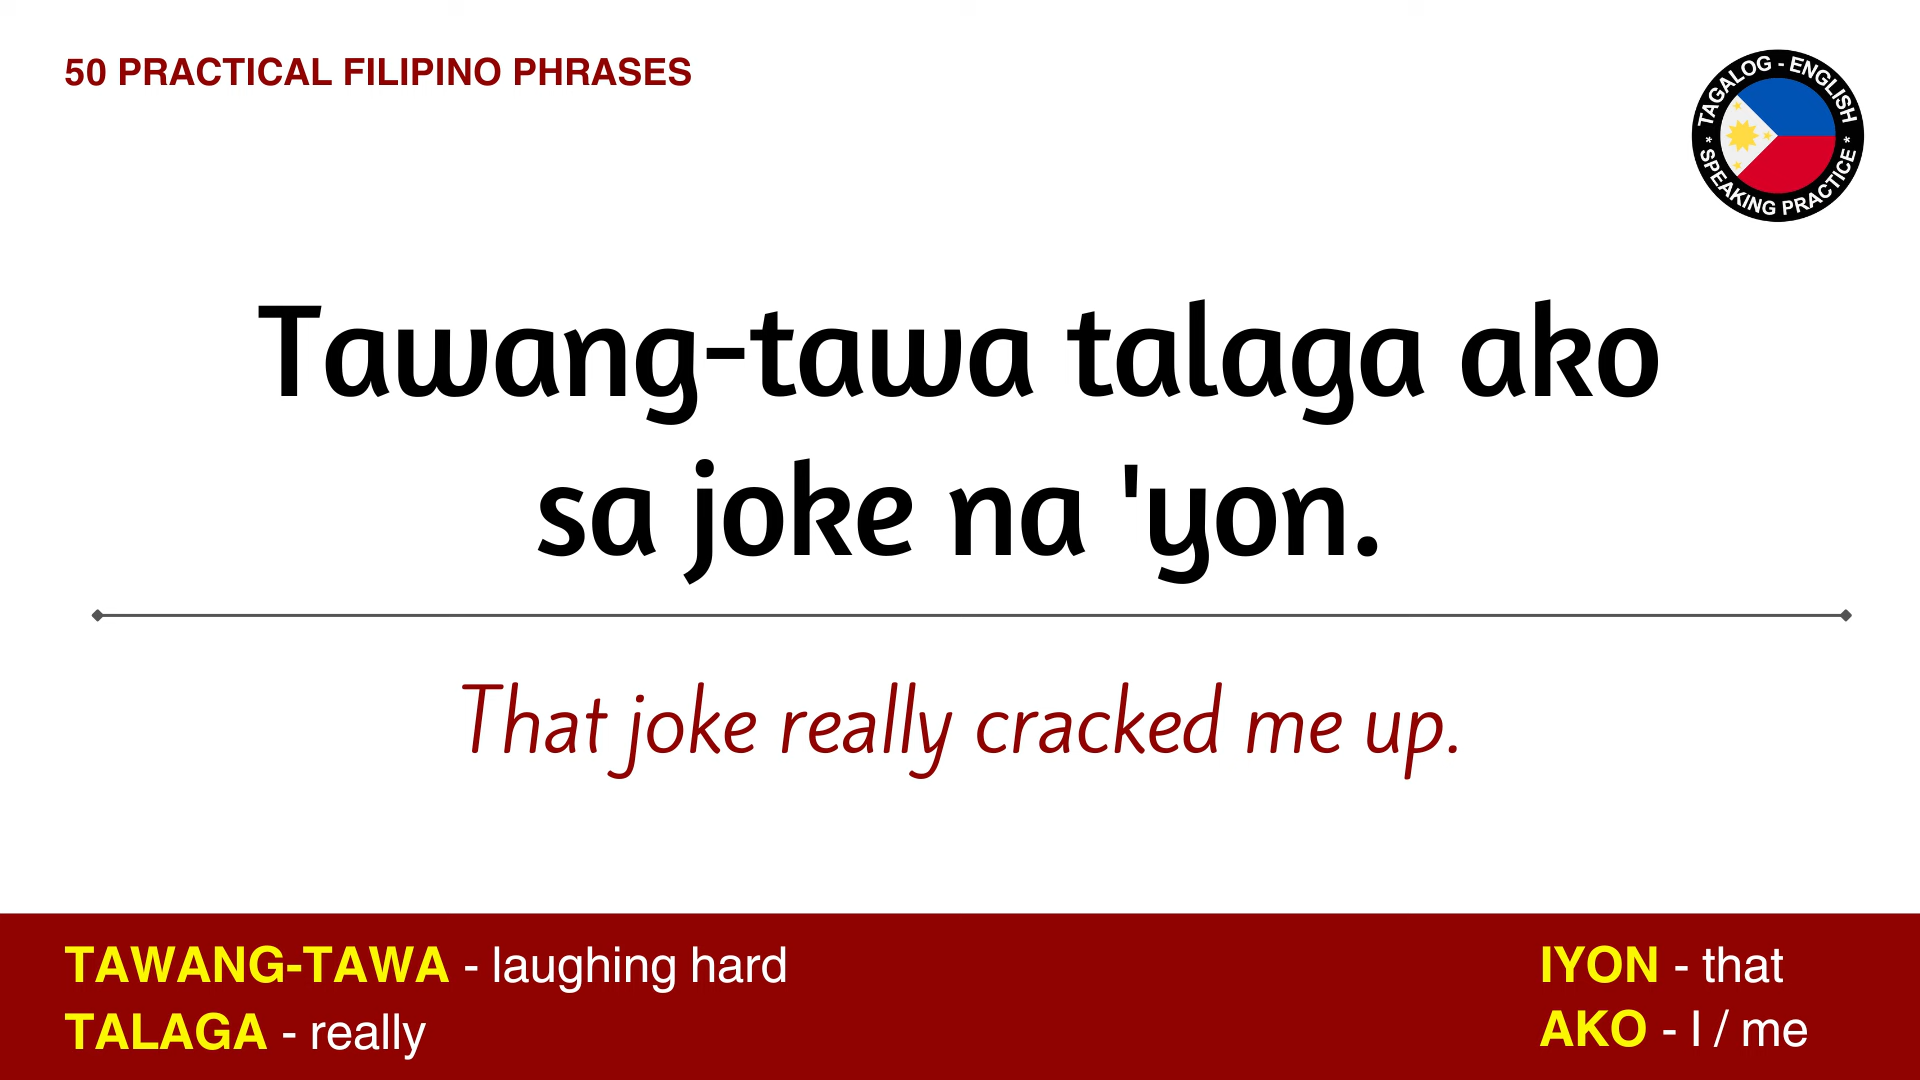 50 PRACTICAL FILIPINO PHRASES
TAGALOG - ENGLISH
* SPEAKING PRACTICE *
Tawang-tawa talaga ako
sa joke na 'yon.
That joke really cracked me up.
TAWANG-TAWA - laughing hard
TALAGA - really
IYON - that
AKO - I / me